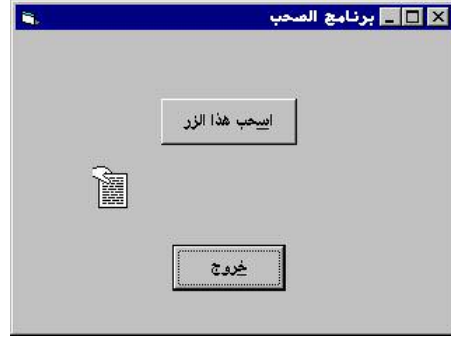 برنامج السحب
اسحب هذا الزر
خروج